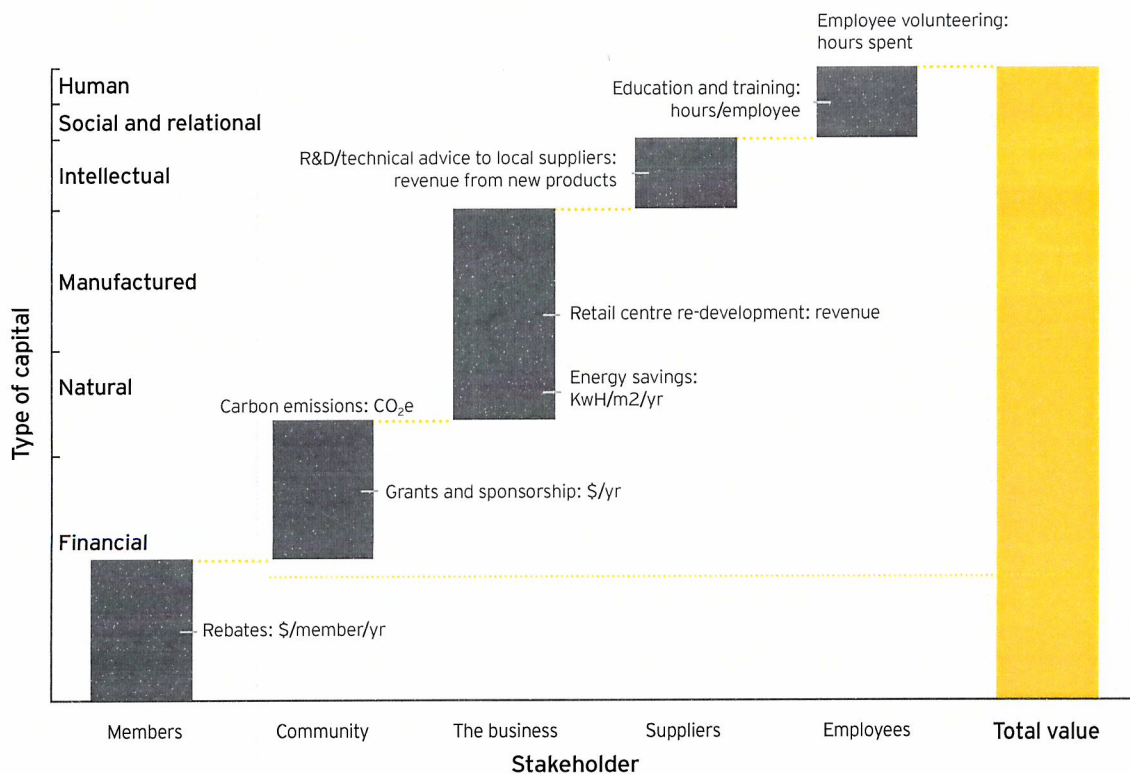 Employee volunteering:
hours spent
Human
Education and training:
hours/employee
Social and relational
R&D/technical advice to local suppliers:
revenue from new products
Intellectual
Manufactured
Retail centre re-development: revenue
Type of capital
Natural
Energy savings:
KwH/m2/yr
Carbon emissions: CO₂e
Grants and sponsorship: $/yr
Financial
Rebates: $/member/yr
Members
Community
The business
Suppliers
Employees
Total value
Stakeholder